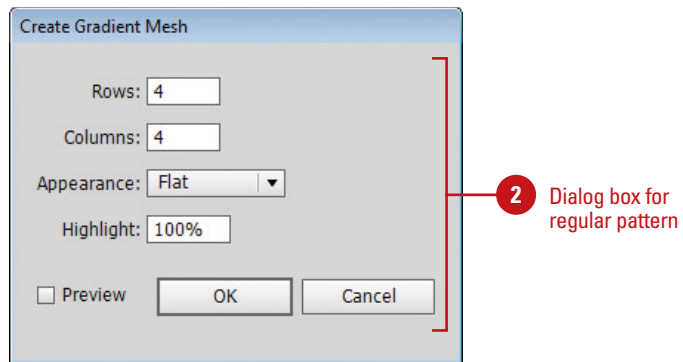 Create Gradient Mesh
Rows: 4
Columns: 4
Appearance: Flat
Highlight: 100%
Preview OK Cancel
2 Dialog box for
regular pattern